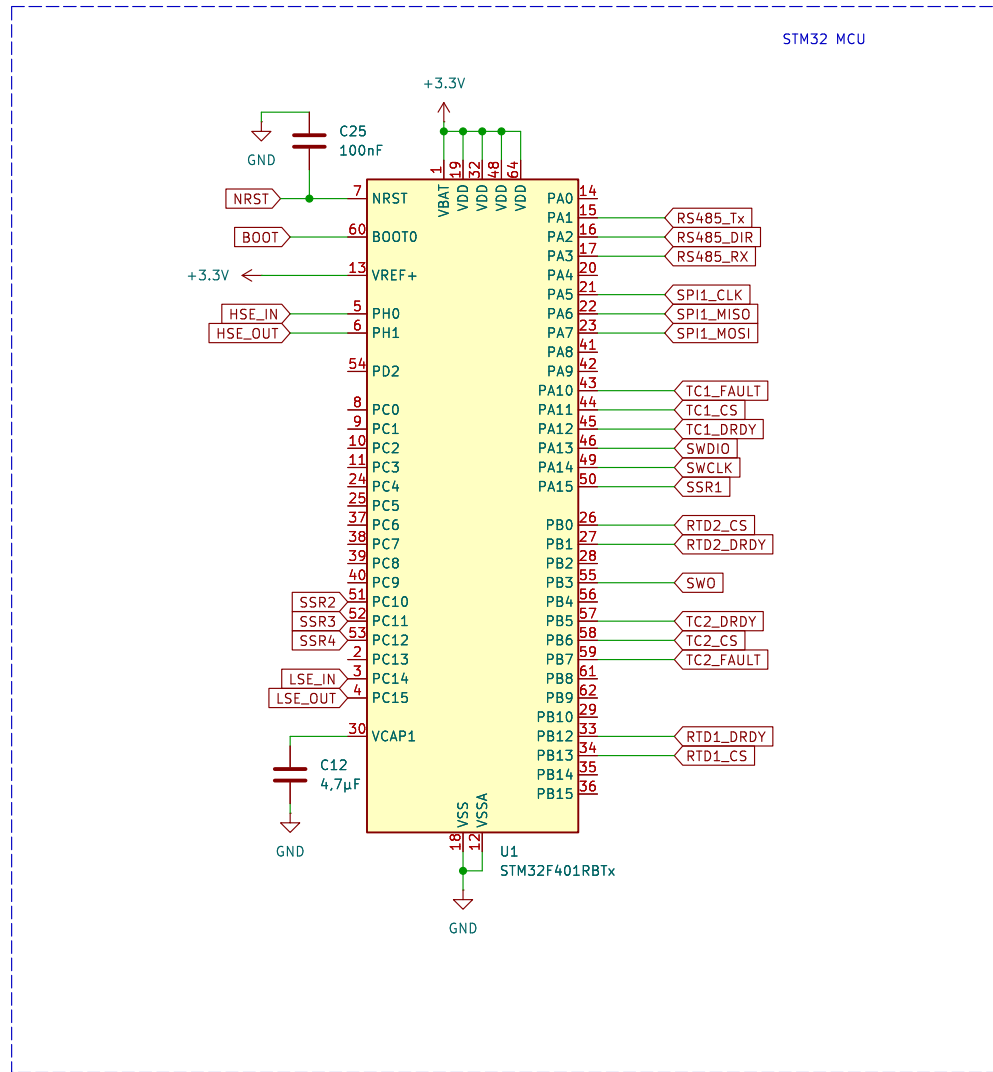 STM32 MCU
+3.3V
C25
100nF
GND
1
19
32
48
64
VBAT
VDD
VDD
VDD
VDD
NRST
7
NRST
BOOT
60
BOOT0
+3.3V
13
VREF+
HSE_IN
5
PH0
HSE_OUT
6
PH1
54
PD2
8
PC0
9
PC1
10
PC2
11
PC3
24
PC4
25
PC5
37
PC6
38
PC7
39
PC8
40
PC9
SSR2
51
PC10
SSR3
52
PC11
SSR4
53
PC12
2
PC13
LSE_IN
3
PC14
LSE_OUT
4
PC15
30
VCAP1
C12
4,7µF
GND
PA0
14
PA1
15
RS485_Tx
PA2
16
RS485_DIR
PA3
17
RS485_RX
PA4
20
PA5
21
SPI1_CLK
PA6
22
SPI1_MISO
PA7
23
SPI1_MOSI
PA8
41
PA9
42
PA10
43
TC1_FAULT
PA11
44
TC1_CS
PA12
45
TC1_DRDY
PA13
46
SWDIO
PA14
49
SWCLK
PA15
50
SSR1
PB0
26
RTD2_CS
PB1
27
RTD2_DRDY
PB2
28
PB3
55
SWO
PB4
56
PB5
57
TC2_DRDY
PB6
58
TC2_CS
PB7
59
TC2_FAULT
PB8
61
PB9
62
PB10
29
PB12
33
RTD1_DRDY
PB13
34
RTD1_CS
PB14
35
PB15
36
VSS
VSSA
18
12
U1
STM32F401RBTx
GND